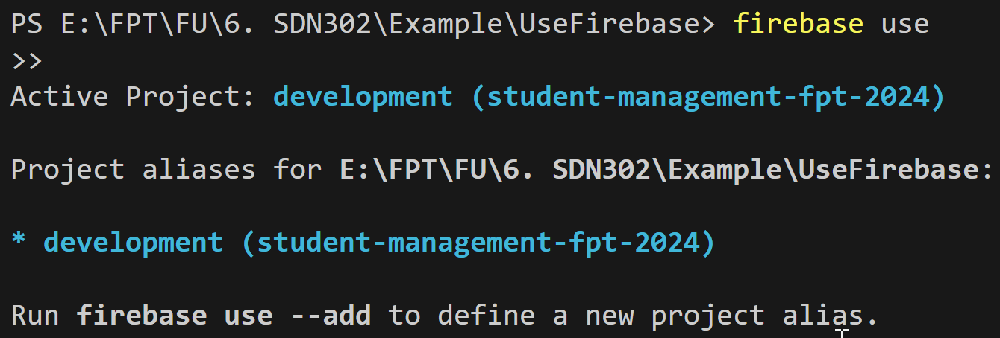 PS E:\FPT\FU\6. SDN302\Example\UseFirebase> firebase use
>>
Active Project: development (student-management-fpt-2024)
Project aliases for E:\FPT\FU\6. SDN302\Example\UseFirebase:
* development (student-management-fpt-2024)
Run firebase use --add to define a new project alias.